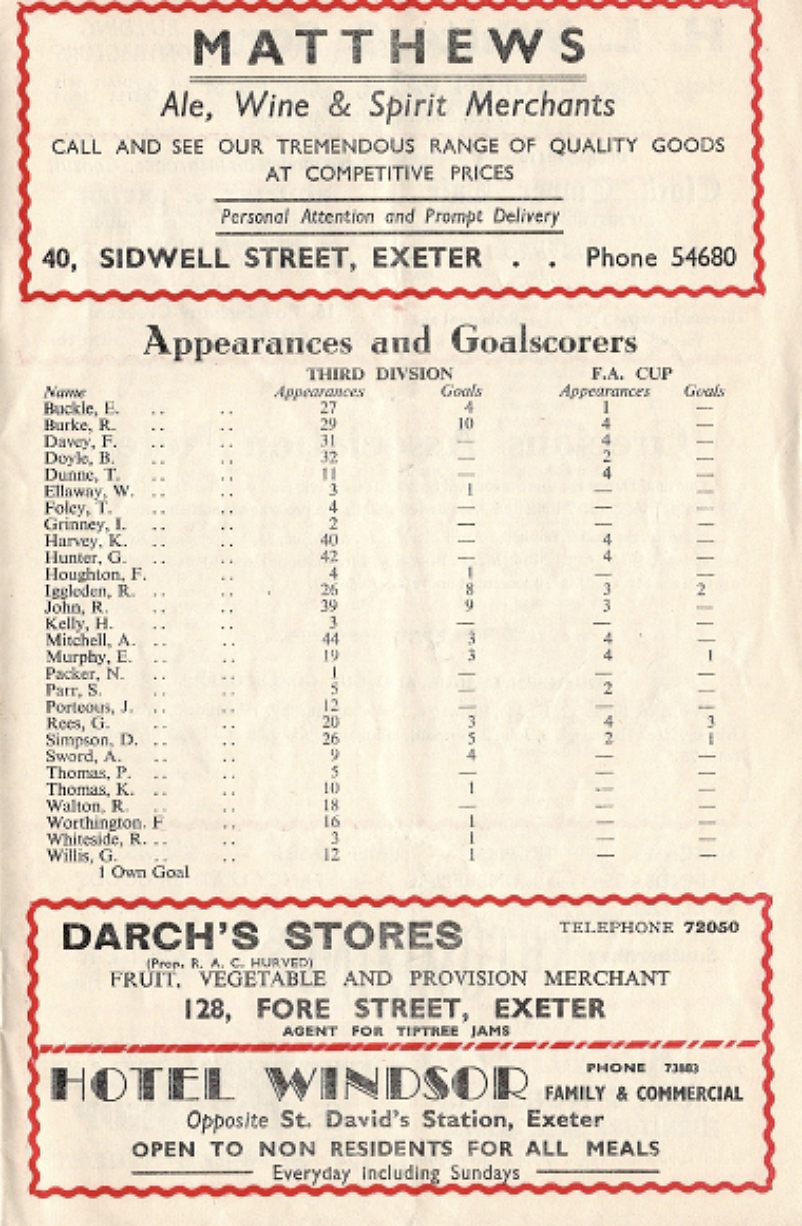 MATTHEWS
Ale, Wine & Spirit Merchants
CALL AND SEE OUR TREMENDOUS RANGE OF QUALITY GOODS
AT COMPETITIVE PRICES
Personal Attention and Prompt Delivery
40, SIDWELL STREET, EXETER . . Phone 54680
Appearances and Goalscorers
THIRD DIVSION F.A. CUP
Name Appearances Goals Appearances Goals
Buckle, E. .. .. 27 4 1 —
Burke, R. .. .. 29 10 4 —
Davey, F. .. .. 31 — 4 —
Doyle, B. .. .. 32 — 2 —
Dunne, T. .. .. 11 — 4 —
Ellaway, W. .. .. 3 1 — —
Foley, T. .. .. 4 — — —
Grinney, I. .. .. 2 — — —
Harvey, K. .. .. 40 — 4 —
Hunter, G. .. .. 42 — 4 —
Houghton, F. .. 4 1 — —
Iggleden, R. .. .. 26 8 3 2
John, R. .. .. 39 9 3 —
Kelly, H. .. .. 3 — — —
Mitchell, A. .. .. 44 3 4 —
Murphy, E. .. .. 19 3 4 1
Packer, N. .. .. 1 — — —
Parr, S. .. .. 5 — 2 —
Porteous, J. .. .. 12 — — —
Rees, G. .. .. 20 3 4 3
Simpson, D. .. .. 26 5 2 1
Sword, A. .. .. 9 4 — —
Thomas, P. .. .. 5 — — —
Thomas, K. .. .. 10 1 — —
Walton, R. .. .. 18 — — —
Worthington, F .. 16 1 — —
Whiteside, R. .. .. 3 1 — —
Willis, G. .. .. 12 1 — —
1 Own Goal
DARCH'S STORES TELEPHONE 72050
(Prop. R. A. C. HURVED)
FRUIT, VEGETABLE AND PROVISION MERCHANT
128, FORE STREET, EXETER
AGENT FOR TIPTREE JAMS
HOTEL WINDSOR PHONE 73883
FAMILY & COMMERCIAL
Opposite St. David's Station, Exeter
OPEN TO NON RESIDENTS FOR ALL MEALS
Everyday including Sundays